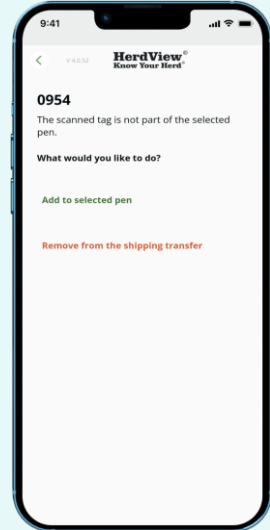 9:41
V 4.0.52
HerdView®
Know Your Herd®
0954
The scanned tag is not part of the selected
pen.
What would you like to do?
Add to selected pen
Remove from the shipping transfer